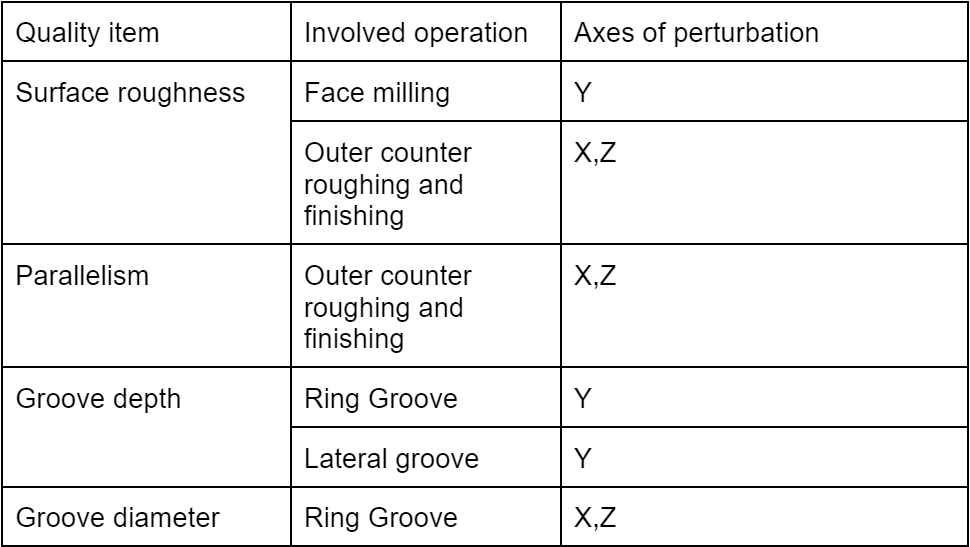 Quality item
Involved operation
Axes of perturbation
Surface roughness
Face milling
Y
Outer counter
roughing and
finishing
X,Z
Parallelism
Outer counter
roughing and
finishing
X,Z
Groove depth
Ring Groove
Y
Lateral groove
Y
Groove diameter
Ring Groove
X,Z